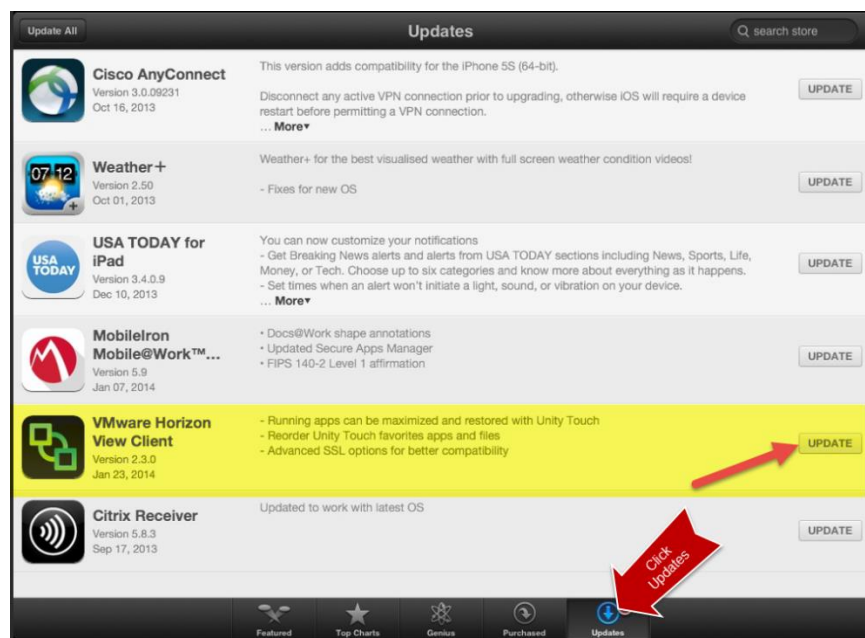 Update All
Updates
search store
Cisco AnyConnect
Version 3.0.09231
Oct 16, 2013
This version adds compatibility for the iPhone 5S (64-bit).
Disconnect any active VPN connection prior to upgrading, otherwise iOS will require a device
restart before permitting a VPN connection.
... More▾
UPDATE
07 12
Weather+
Version 2.50
Oct 01, 2013
Weather+ for the best visualised weather with full screen weather condition videos!
- Fixes for new OS
UPDATE
USA
TODAY
USA TODAY for
iPad
Version 3.4.0.9
Dec 10, 2013
You can now customize your notifications
- Get Breaking News alerts and alerts from USA TODAY sections including News, Sports, Life,
Money, or Tech. Choose up to six categories and know more about everything as it happens.
- Set times when an alert won't initiate a light, sound, or vibration on your device.
... More▾
UPDATE
MobileIron
Mobile@Work™...
Version 5.9
Jan 07, 2014
• Docs@Work shape annotations
• Updated Secure Apps Manager
• FIPS 140-2 Level 1 affirmation
UPDATE
VMware Horizon
View Client
Version 2.3.0
Jan 23, 2014
- Running apps can be maximized and restored with Unity Touch
- Reorder Unity Touch favorites apps and files
- Advanced SSL options for better compatibility
UPDATE
Citrix Receiver
Version 5.8.3
Sep 17, 2013
Updated to work with latest OS
UPDATE
Click
Updates
Featured
Top Charts
Genius
Purchased
Updates